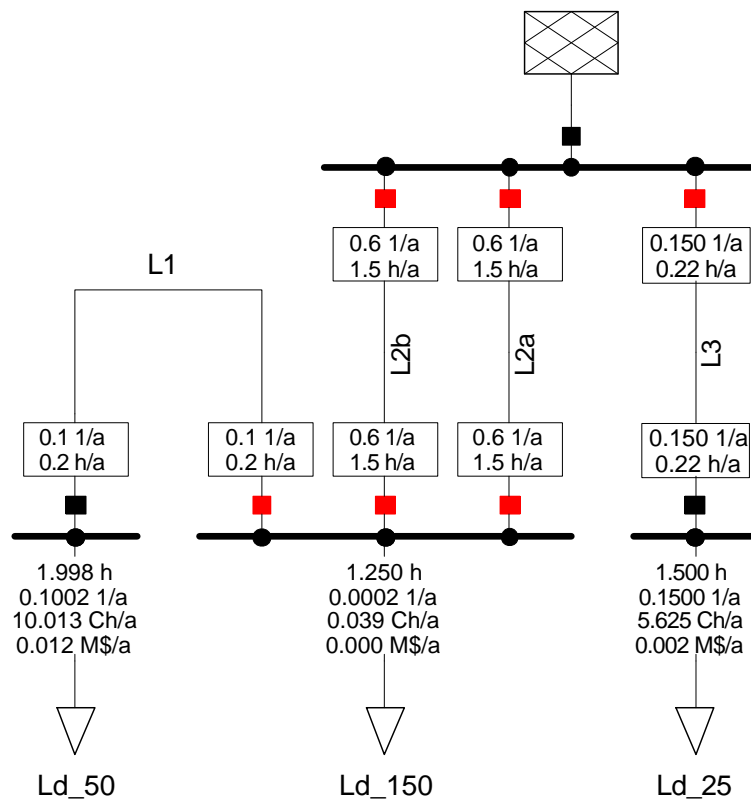 0.6 1/a
1.5 h/a
0.6 1/a
1.5 h/a
0.150 1/a
0.22 h/a
L1
L2b
L2a
L3
0.1 1/a
0.2 h/a
0.1 1/a
0.2 h/a
0.6 1/a
1.5 h/a
0.6 1/a
1.5 h/a
0.150 1/a
0.22 h/a
1.998 h
0.1002 1/a
10.013 Ch/a
0.012 M$/a
1.250 h
0.0002 1/a
0.039 Ch/a
0.000 M$/a
1.500 h
0.1500 1/a
5.625 Ch/a
0.002 M$/a
Ld_50
Ld_150
Ld_25